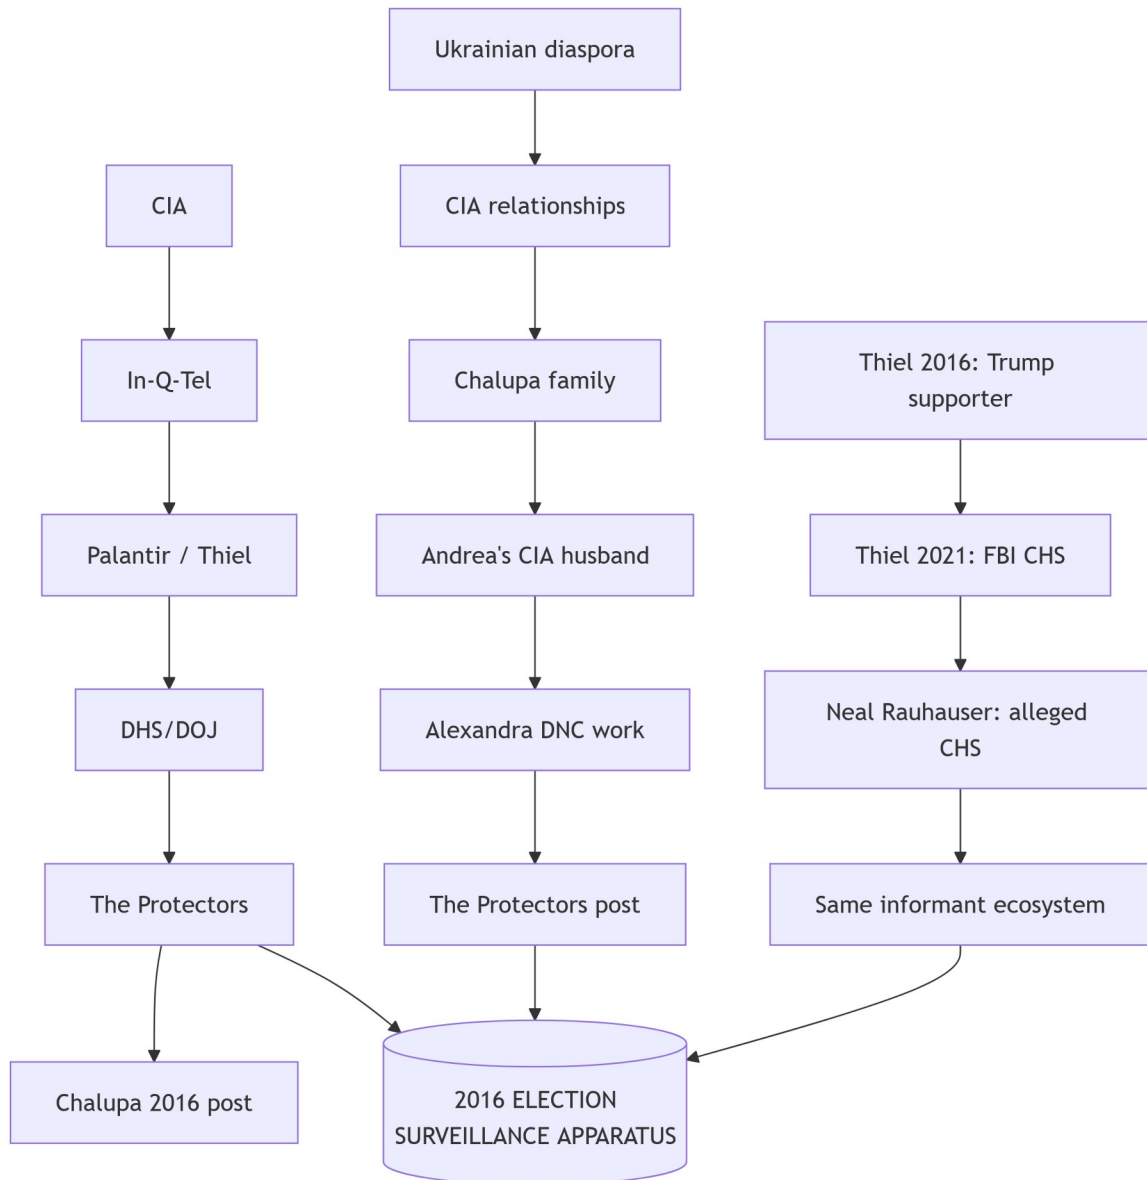 Ukrainian diaspora
CIA
CIA relationships
In-Q-Tel
Chalupa family
Thiel 2016: Trump
supporter
Palantir / Thiel
Andrea's CIA husband
Thiel 2021: FBI CHS
DHS/DOJ
Alexandra DNC work
Neal Rauhauser: alleged
CHS
The Protectors
The Protectors post
Same informant ecosystem
Chalupa 2016 post
2016 ELECTION
SURVEILLANCE APPARATUS